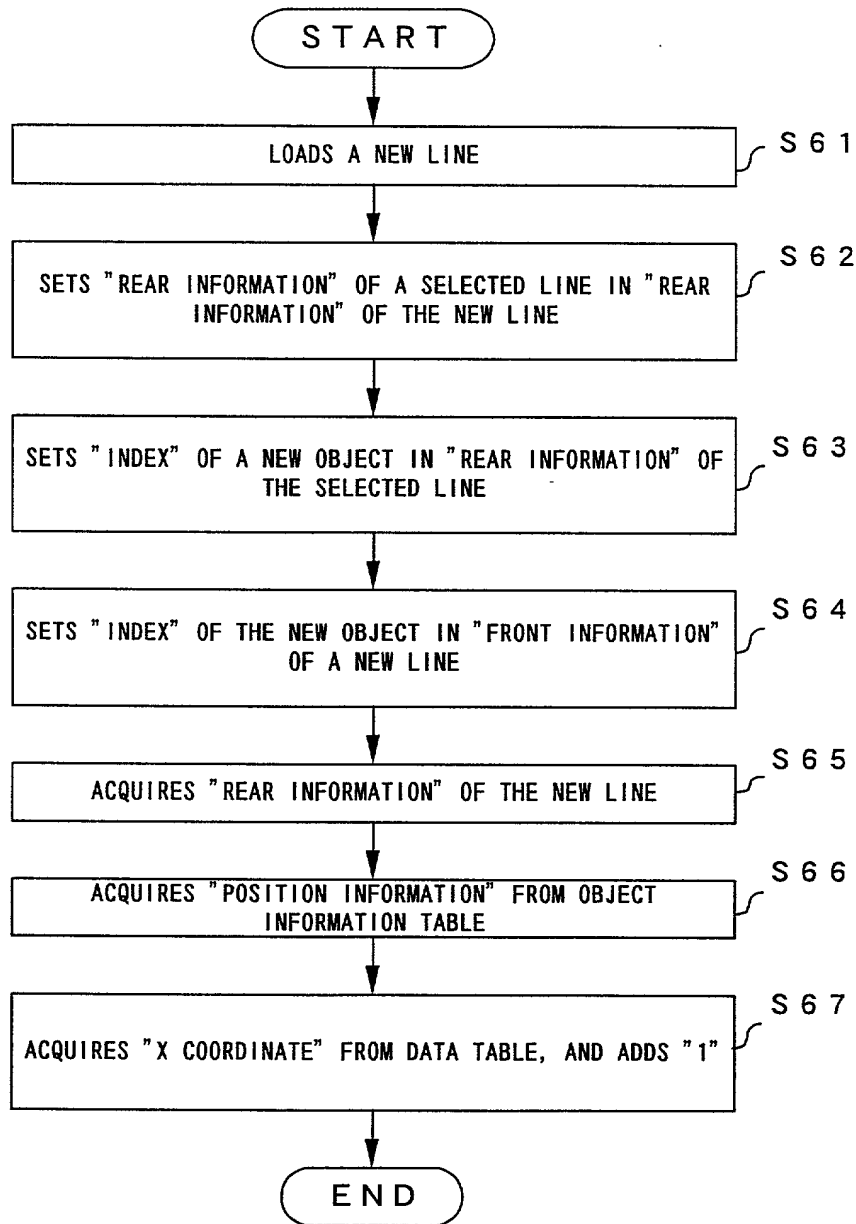 START
LOADS A NEW LINE
S61
SETS "REAR INFORMATION" OF A SELECTED LINE IN "REAR
INFORMATION" OF THE NEW LINE
S62
SETS "INDEX" OF A NEW OBJECT IN "REAR INFORMATION" OF
THE SELECTED LINE
S63
SETS "INDEX" OF THE NEW OBJECT IN "FRONT INFORMATION"
OF A NEW LINE
S64
ACQUIRES "REAR INFORMATION" OF THE NEW LINE
S65
ACQUIRES "POSITION INFORMATION" FROM OBJECT
INFORMATION TABLE
S66
ACQUIRES "X COORDINATE" FROM DATA TABLE, AND ADDS "1"
S67
END